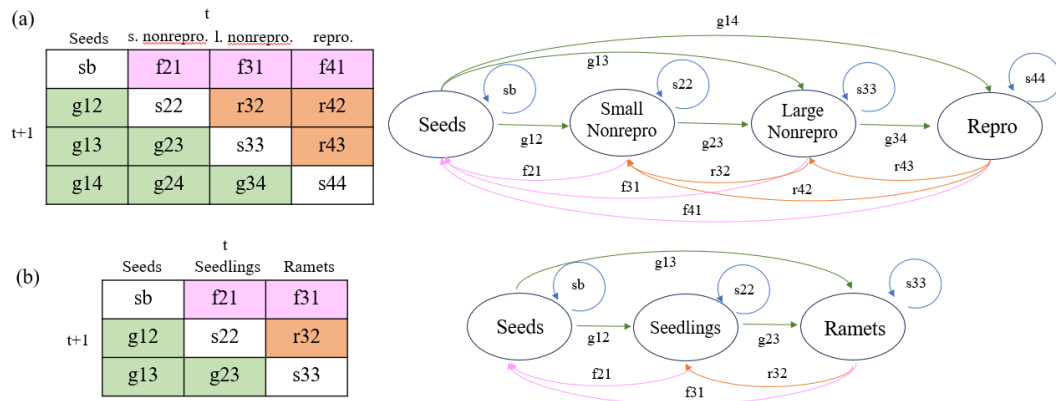 (a)
t
Seeds s. nonrepro. l. nonrepro. repro.
sb f21 f31 f41
g12 s22 r32 r42
t+1
g13 g23 s33 r43
g14 g24 g34 s44
g14
g13
s44
sb s22 s33
Seeds Small Nonrepro Large Nonrepro Repro
g12 g23 g34
f21 r32 r43
f31 r42
f41
(b)
t
Seeds Seedlings Ramets
sb f21 f31
t+1 g12 s22 r32
g13 g23 s33
g13
sb s22 s33
Seeds Seedlings Ramets
g12 g23
f21 r32
f31